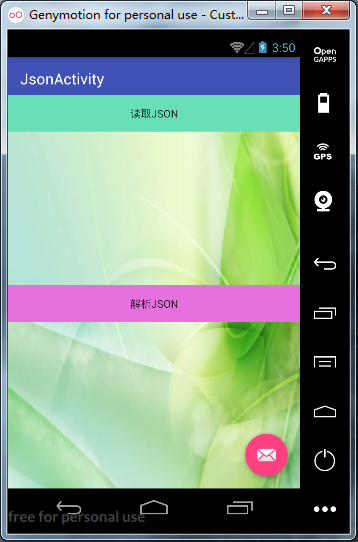 Genymotion for personal use - Cust...
3:50
Open
GAPPS
JsonActivity
读取JSON
GPS
解析JSON
free for personal use